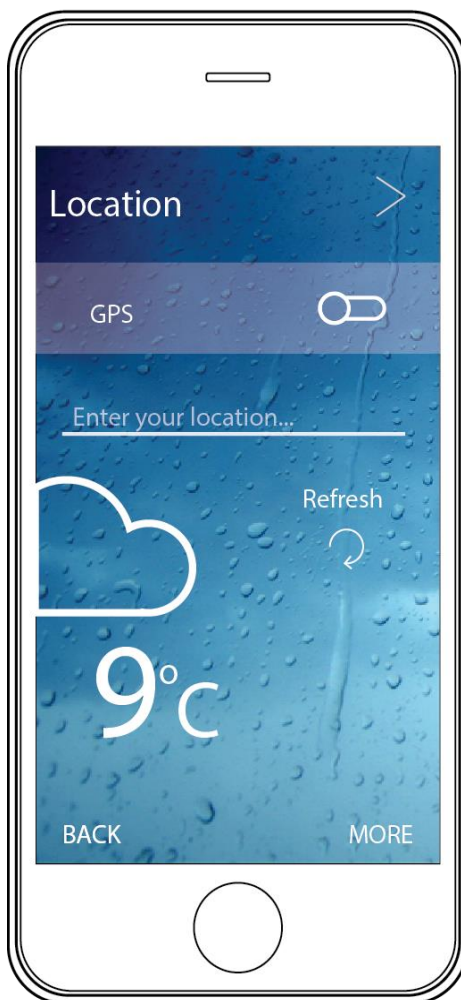 Location
GPS
Enter your location...
Refresh
9°C
BACK
MORE